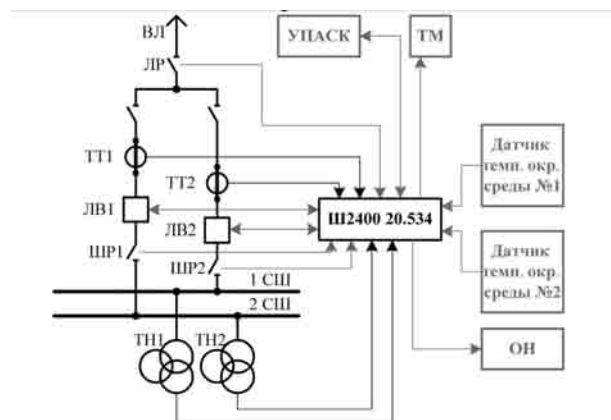 ВЛ
УПАСК
ТМ
ЛР
ТТ1
ТТ2
Датчик
темп. окр.
среды №1
Ш2400 20.534
ЛВ1
ЛВ2
ШР1
ШР2
Датчик
темп. окр.
среды №2
1 СШ
2 СШ
ТН1
ТН2
ОН